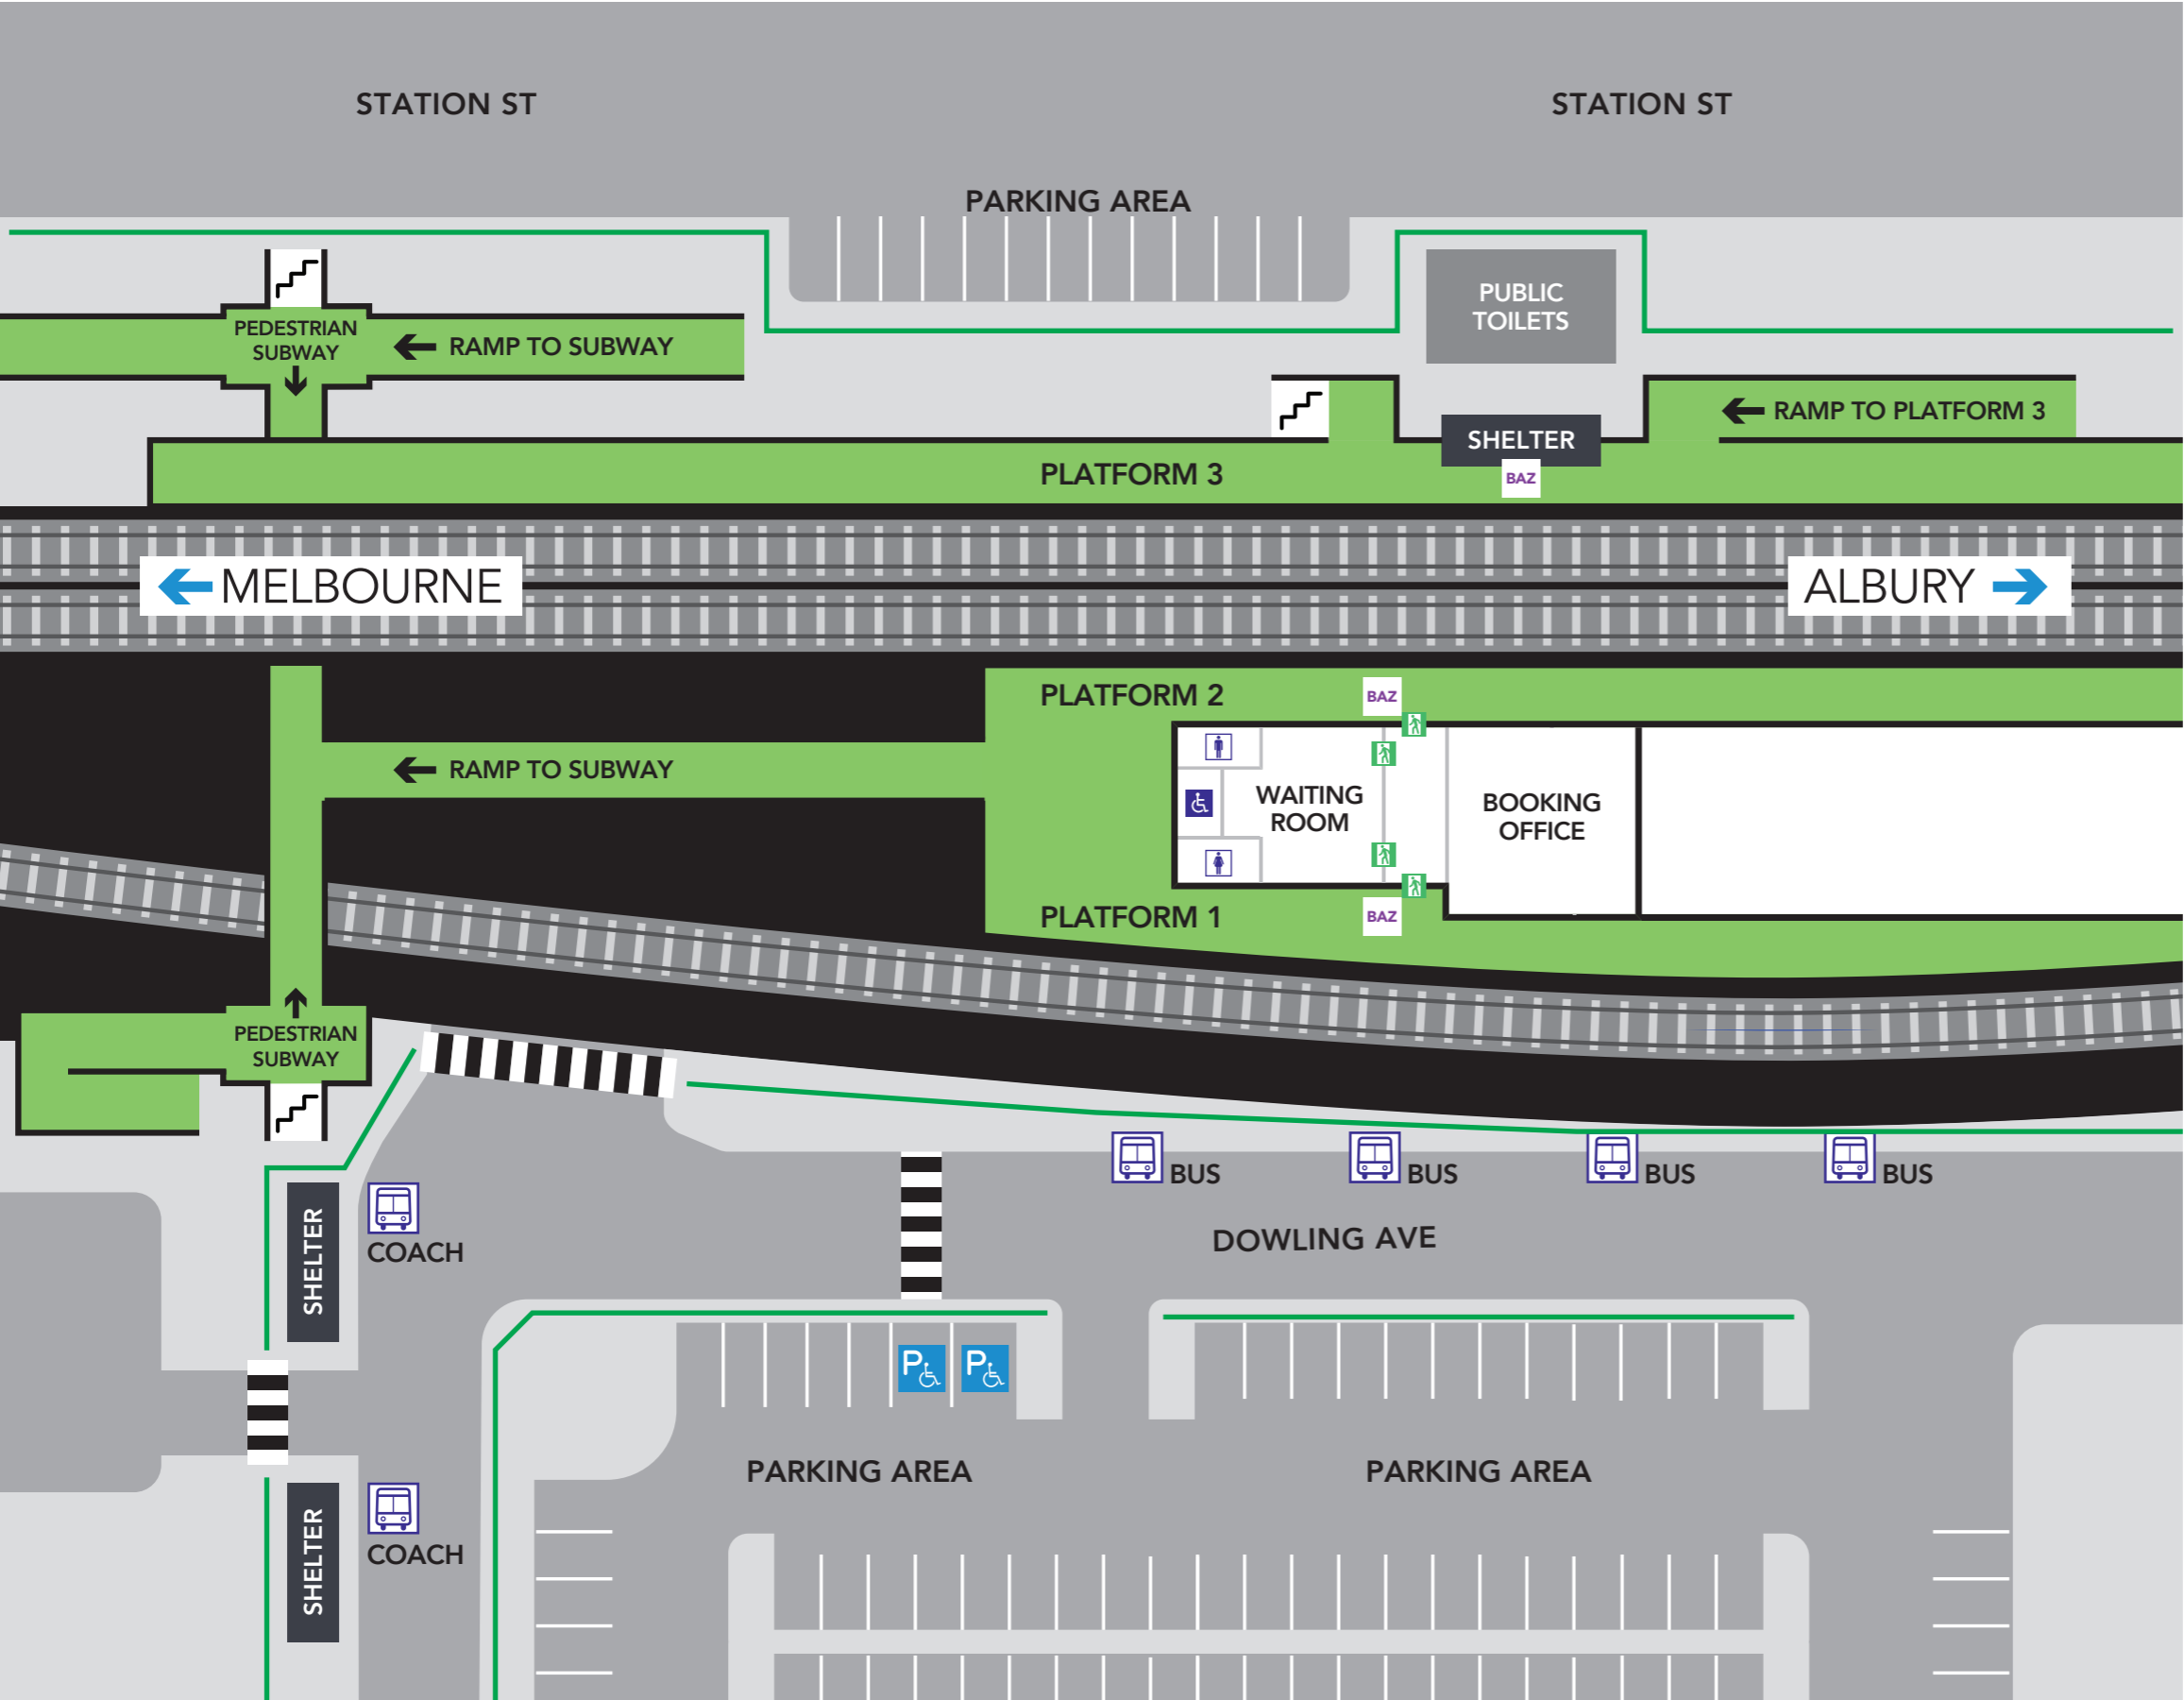 STATION ST
STATION ST
PARKING AREA
PUBLIC
TOILETS
PEDESTRIAN
SUBWAY
RAMP TO SUBWAY
RAMP TO PLATFORM 3
SHELTER
PLATFORM 3
BAZ
MELBOURNE
ALBURY
PLATFORM 2
BAZ
RAMP TO SUBWAY
WAITING
ROOM
BOOKING
OFFICE
PLATFORM 1
BAZ
PEDESTRIAN
SUBWAY
BUS
BUS
BUS
BUS
SHELTER
COACH
DOWLING AVE
P
P
PARKING AREA
PARKING AREA
SHELTER
COACH